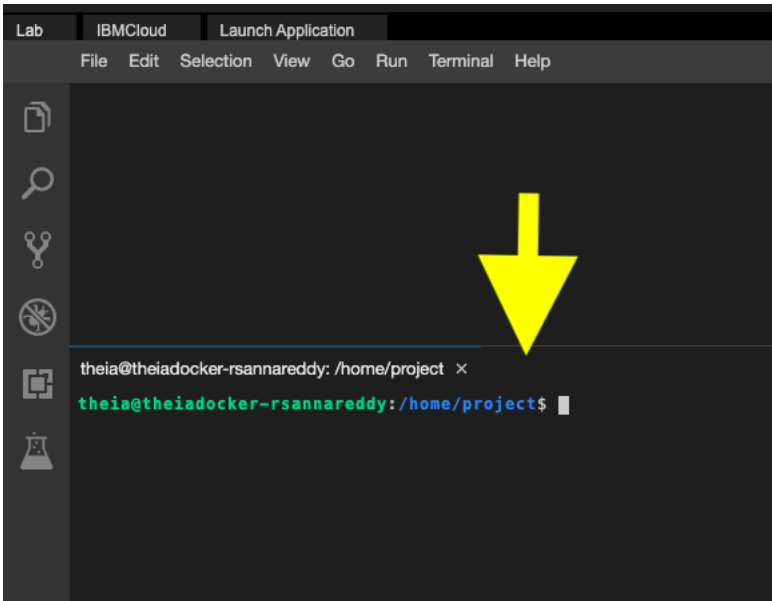 Lab IBMCloud Launch Application
File Edit Selection View Go Run Terminal Help
theia@theiadocker-rsannareddy: /home/project ×
theia@theiadocker-rsannareddy:/home/project$